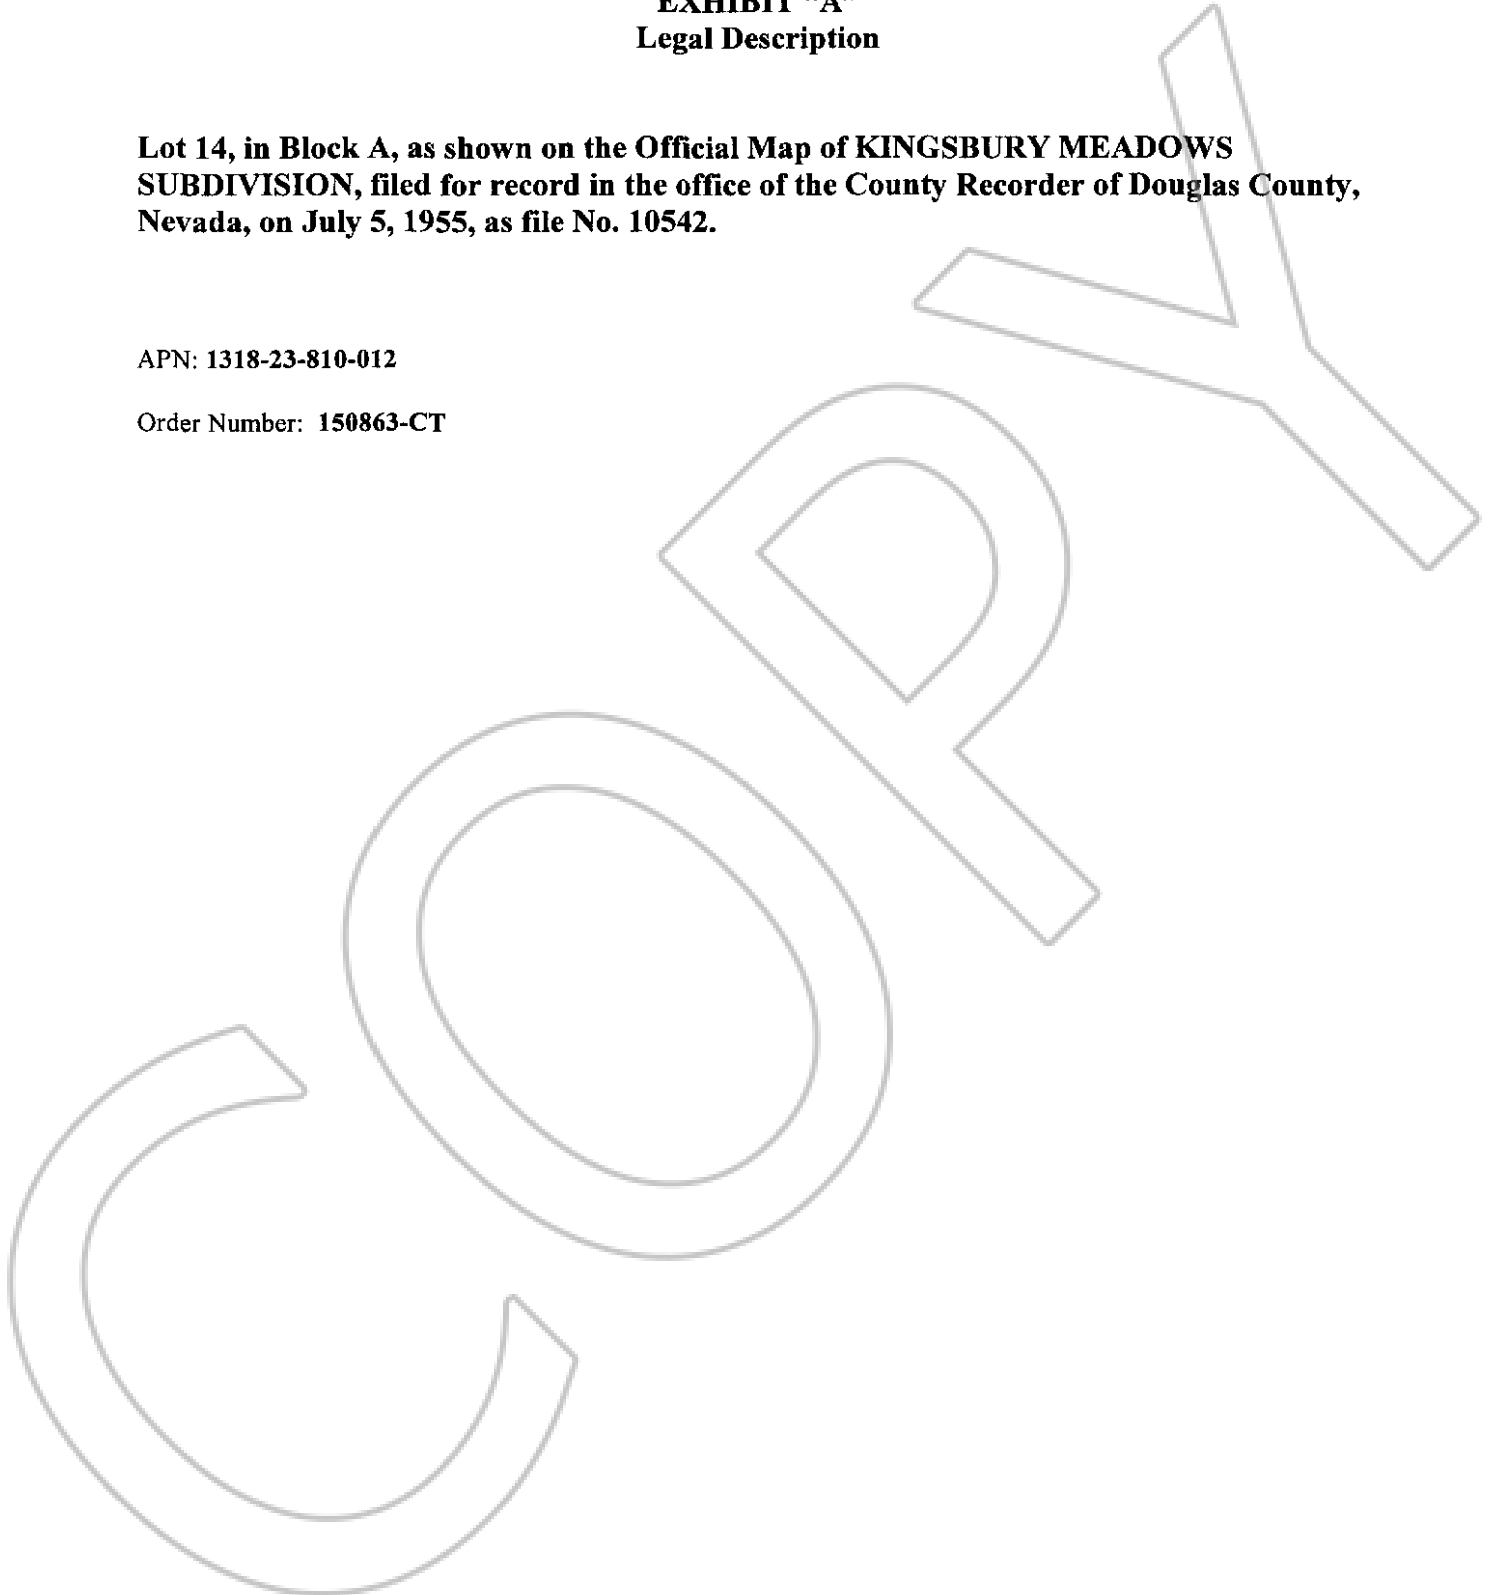 EXHIBIT "A"
Legal Description
Lot 14, in Block A, as shown on the Official Map of KINGSBURY MEADOWS
SUBDIVISION, filed for record in the office of the County Recorder of Douglas County,
Nevada, on July 5, 1955, as file No. 10542.
APN: 1318-23-810-012
Order Number: 150863-CT
COPY